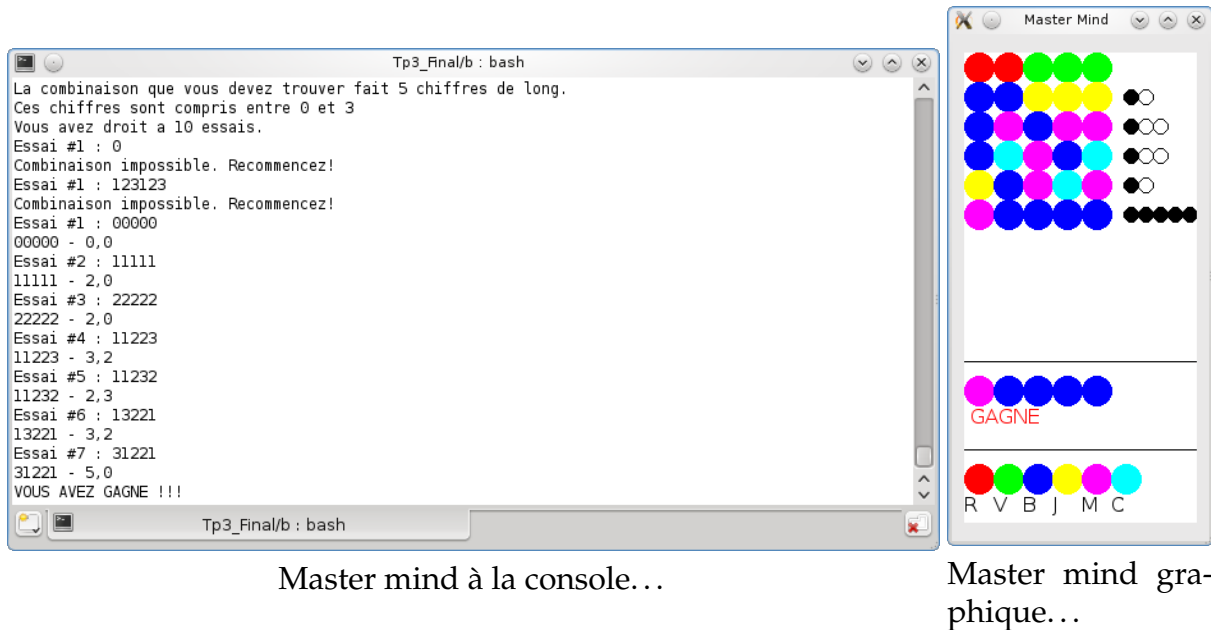 Tp3_Final/b : bash
La combinaison que vous devez trouver fait 5 chiffres de long.
Ces chiffres sont compris entre 0 et 3
Vous avez droit a 10 essais.
Essai #1 : 0
Combinaison impossible. Recommencez!
Essai #1 : 123123
Combinaison impossible. Recommencez!
Essai #1 : 00000
00000 - 0,0
Essai #2 : 11111
11111 - 2,0
Essai #3 : 22222
22222 - 2,0
Essai #4 : 11223
11223 - 3,2
Essai #5 : 11232
11232 - 2,3
Essai #6 : 13221
13221 - 3,2
Essai #7 : 31221
31221 - 5,0
VOUS AVEZ GAGNE !!!
Tp3_Final/b : bash
Master mind à la console...
Master Mind
GAGNE
R V B J M C
Master mind gra-
phique...